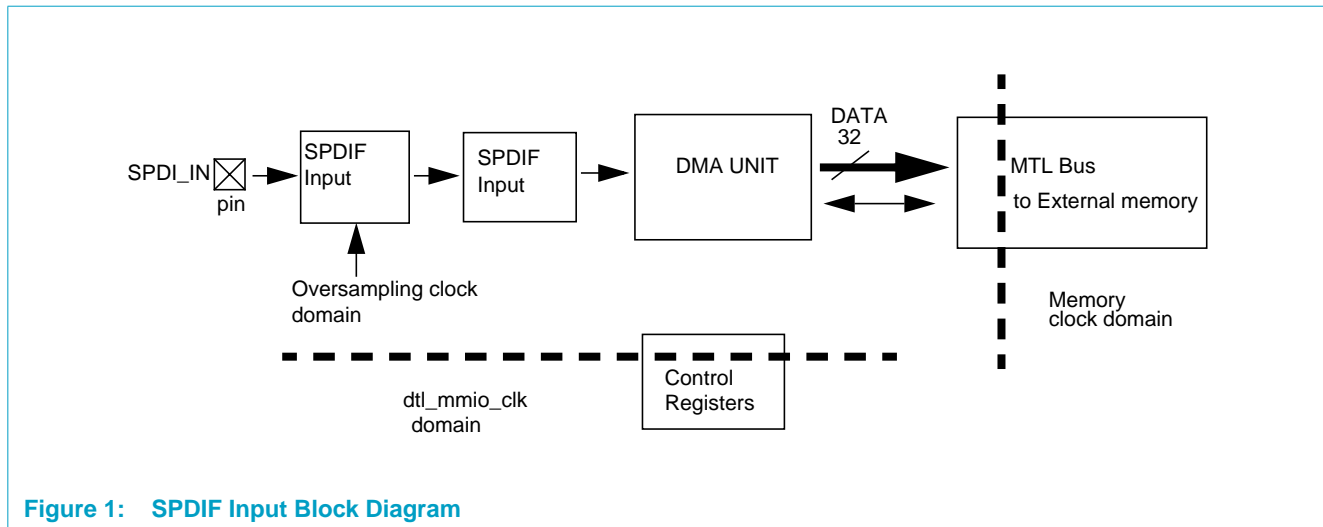 SPDI_IN
pin
SPDIF
Input
SPDIF
Input
DMA UNIT
DATA
32
MTL Bus
to External memory
Oversampling clock
domain
Memory
clock domain
Control
Registers
dtl_mmio_clk
domain
Figure 1: SPDIF Input Block Diagram